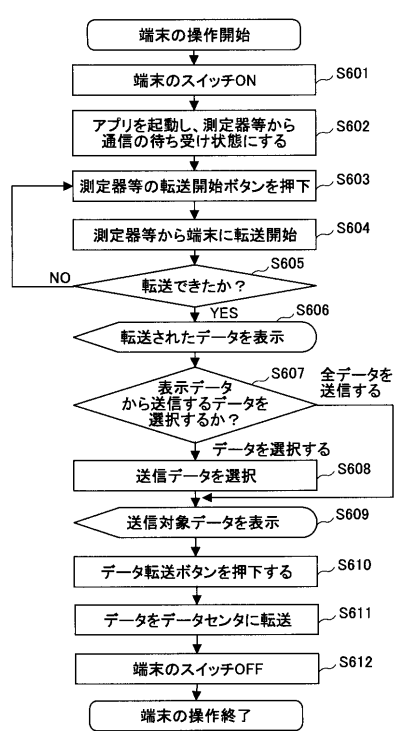 端末の操作開始
端末のスイッチON
S601
アプリを起動し、測定器等から
通信の待ち受け状態にする
S602
測定器等の転送開始ボタンを押下
S603
測定器等から端末に転送開始
S604
転送できたか？
S605
NO
YES
転送されたデータを表示
S606
表示データ
から送信するデータを
選択するか？
S607
全データを
送信する
データを選択する
送信データを選択
S608
送信対象データを表示
S609
データ転送ボタンを押下する
S610
データをデータセンタに転送
S611
端末のスイッチOFF
S612
端末の操作終了